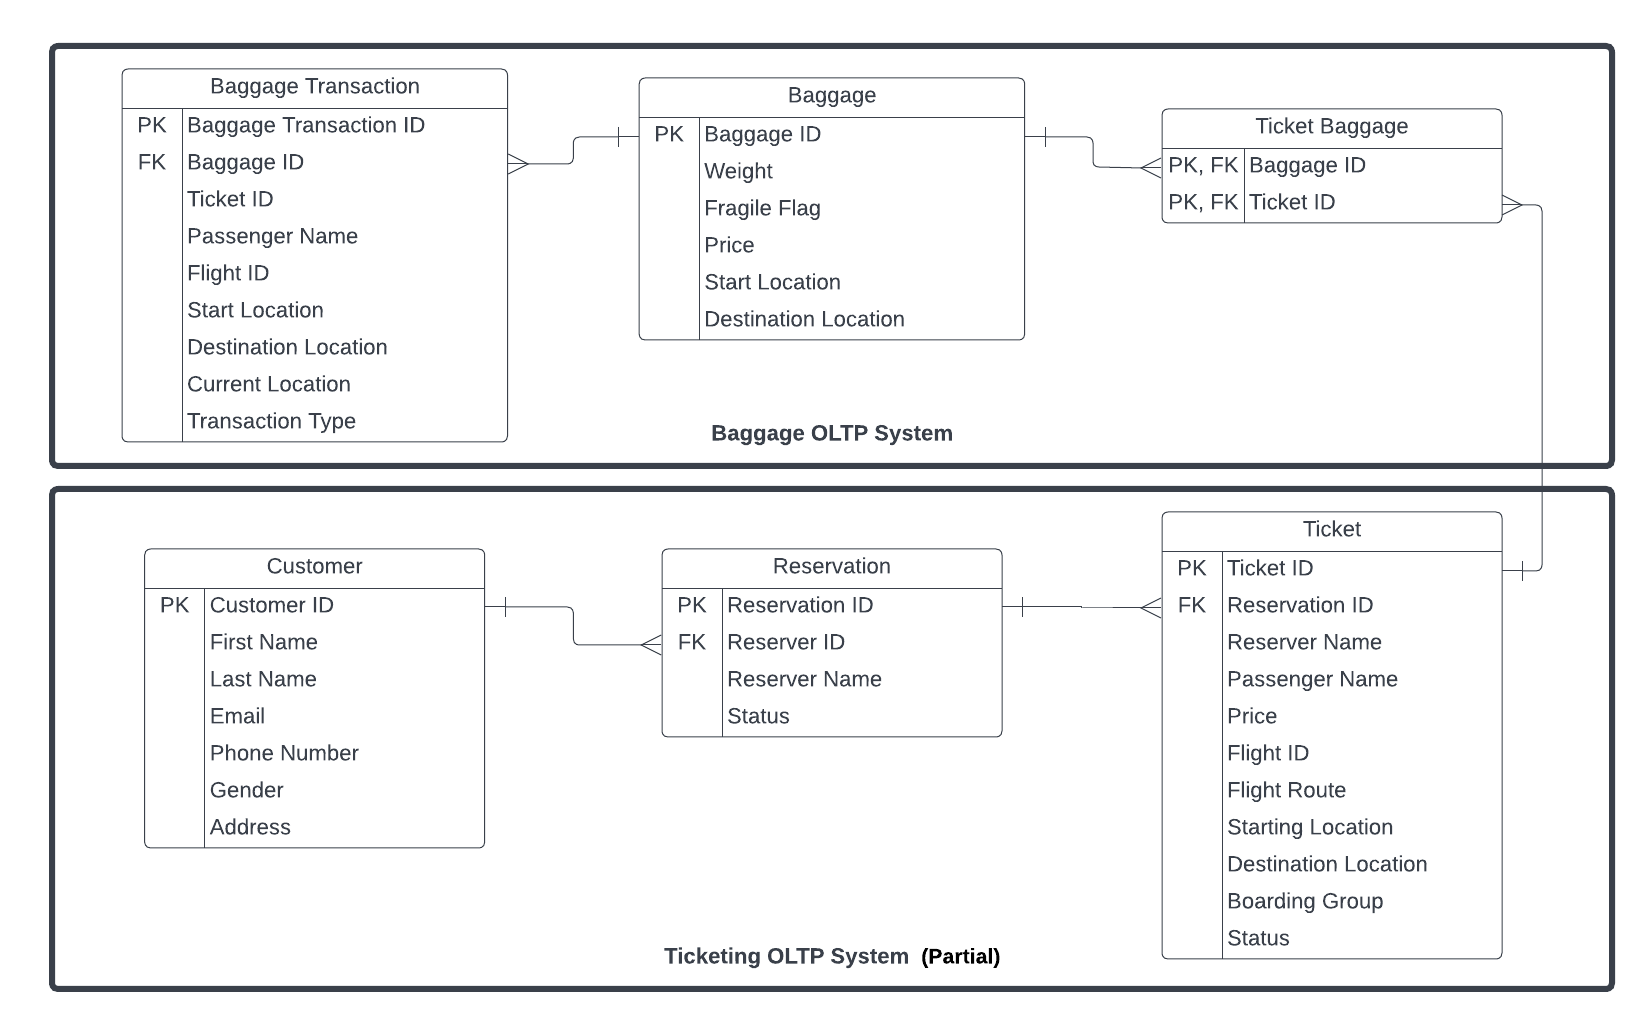 Baggage Transaction
PK Baggage Transaction ID
FK Baggage ID
Ticket ID
Passenger Name
Flight ID
Start Location
Destination Location
Current Location
Transaction Type
Baggage
PK Baggage ID
Weight
Fragile Flag
Price
Start Location
Destination Location
Ticket Baggage
PK, FK Baggage ID
PK, FK Ticket ID
Baggage OLTP System
Customer
PK Customer ID
First Name
Last Name
Email
Phone Number
Gender
Address
Reservation
PK Reservation ID
FK Reserver ID
Reserver Name
Status
Ticket
PK Ticket ID
FK Reservation ID
Reserver Name
Passenger Name
Price
Flight ID
Flight Route
Starting Location
Destination Location
Boarding Group
Status
Ticketing OLTP System (Partial)